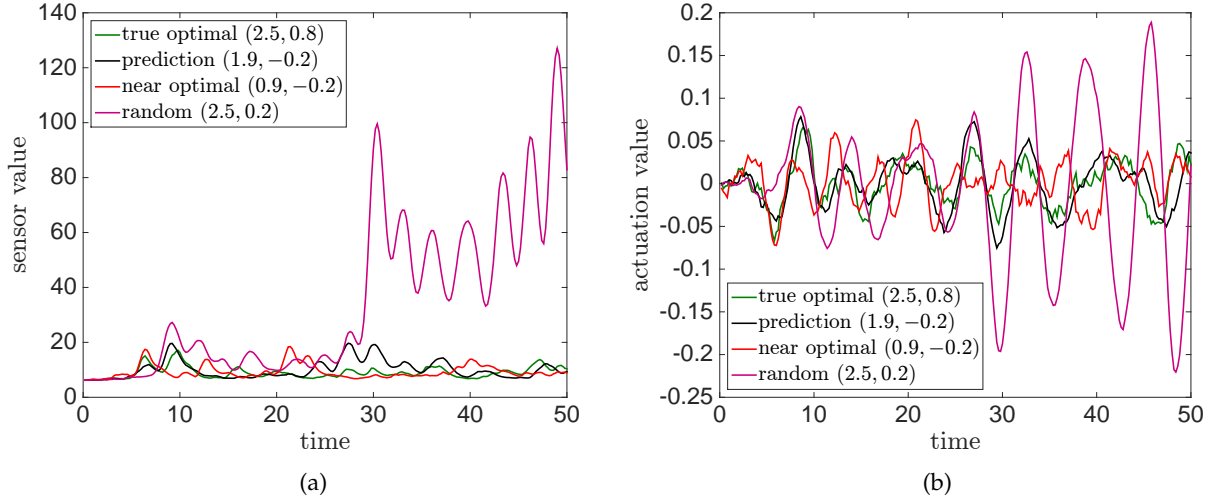 140
120
100
80
60
40
20
0
sensor value
true optimal (2.5, 0.8)
prediction (1.9, −0.2)
near optimal (0.9, −0.2)
random (2.5, 0.2)
0 10 20 30 40 50
time
(a)
0.2
0.15
0.1
0.05
0
-0.05
-0.1
-0.15
-0.2
-0.25
actuation value
true optimal (2.5, 0.8)
prediction (1.9, −0.2)
near optimal (0.9, −0.2)
random (2.5, 0.2)
0 10 20 30 40 50
time
(b)